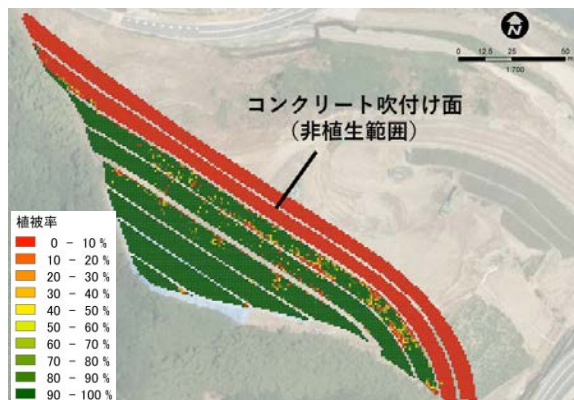 N
0 12.5 25 50
m
1:700
コンクリート吹付け面
(非植生範囲)
植被率
0 - 10 %
10 - 20 %
20 - 30 %
30 - 40 %
40 - 50 %
50 - 60 %
60 - 70 %
70 - 80 %
80 - 90 %
90 - 100 %